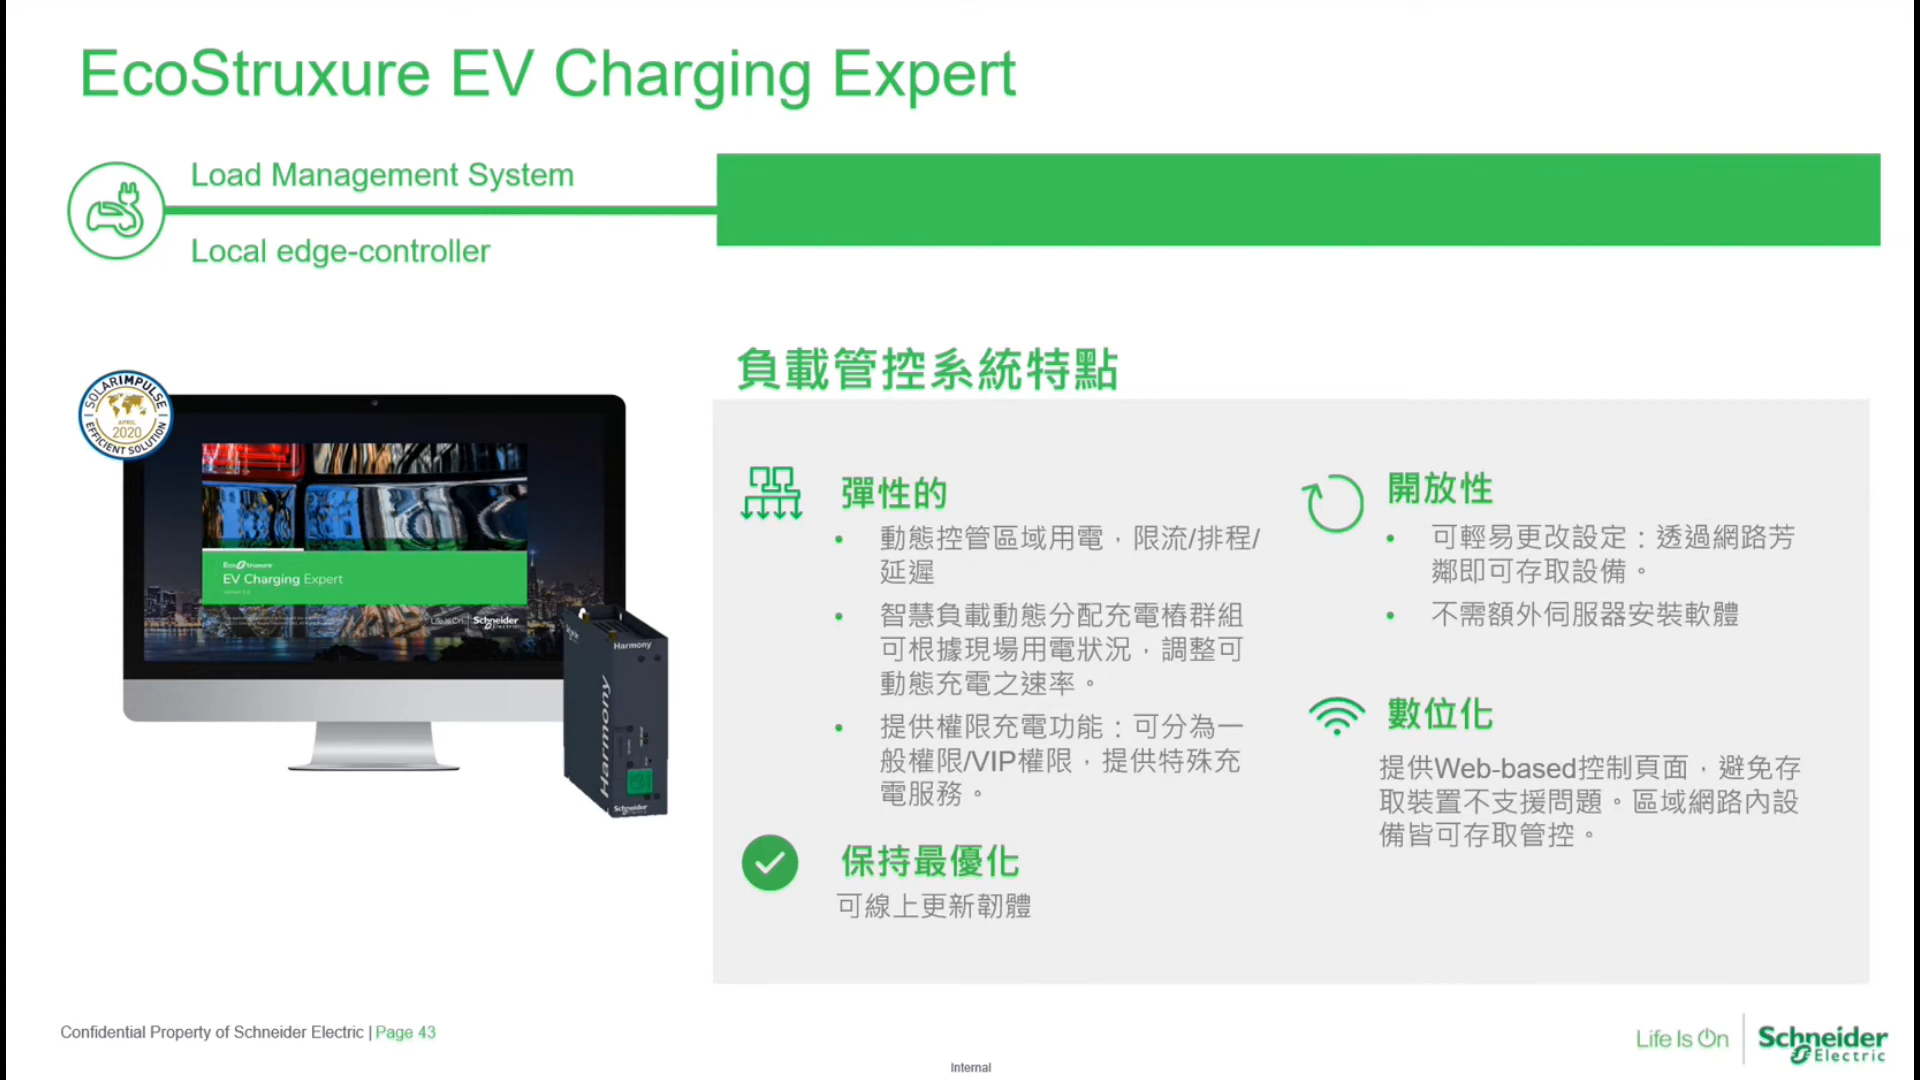 EcoStruxure EV Charging Expert
Load Management System
Local edge-controller
負載管控系統特點
SOLARIMPULSE
APRIL
2020
EFFICIENT SOLUTION
EcoStruxure
EV Charging Expert
Life Is On
Schneider
Electric
Harmony
Harmony
Schneider
彈性的
• 動態控管區域用電，限流/排程/
延遲
• 智慧負載動態分配充電樁群組
可根據現場用電狀況，調整可
動態充電之速率。
• 提供權限充電功能：可分為一
般權限/VIP權限，提供特殊充
電服務。
保持最優化
可線上更新韌體
開放性
• 可輕易更改設定：透過網路芳
鄰即可存取設備。
• 不需額外伺服器安裝軟體
數位化
提供Web-based控制頁面，避免存
取裝置不支援問題。區域網路內設
備皆可存取管控。
Confidential Property of Schneider Electric | Page 43
Internal
Life Is On
Schneider
Electric